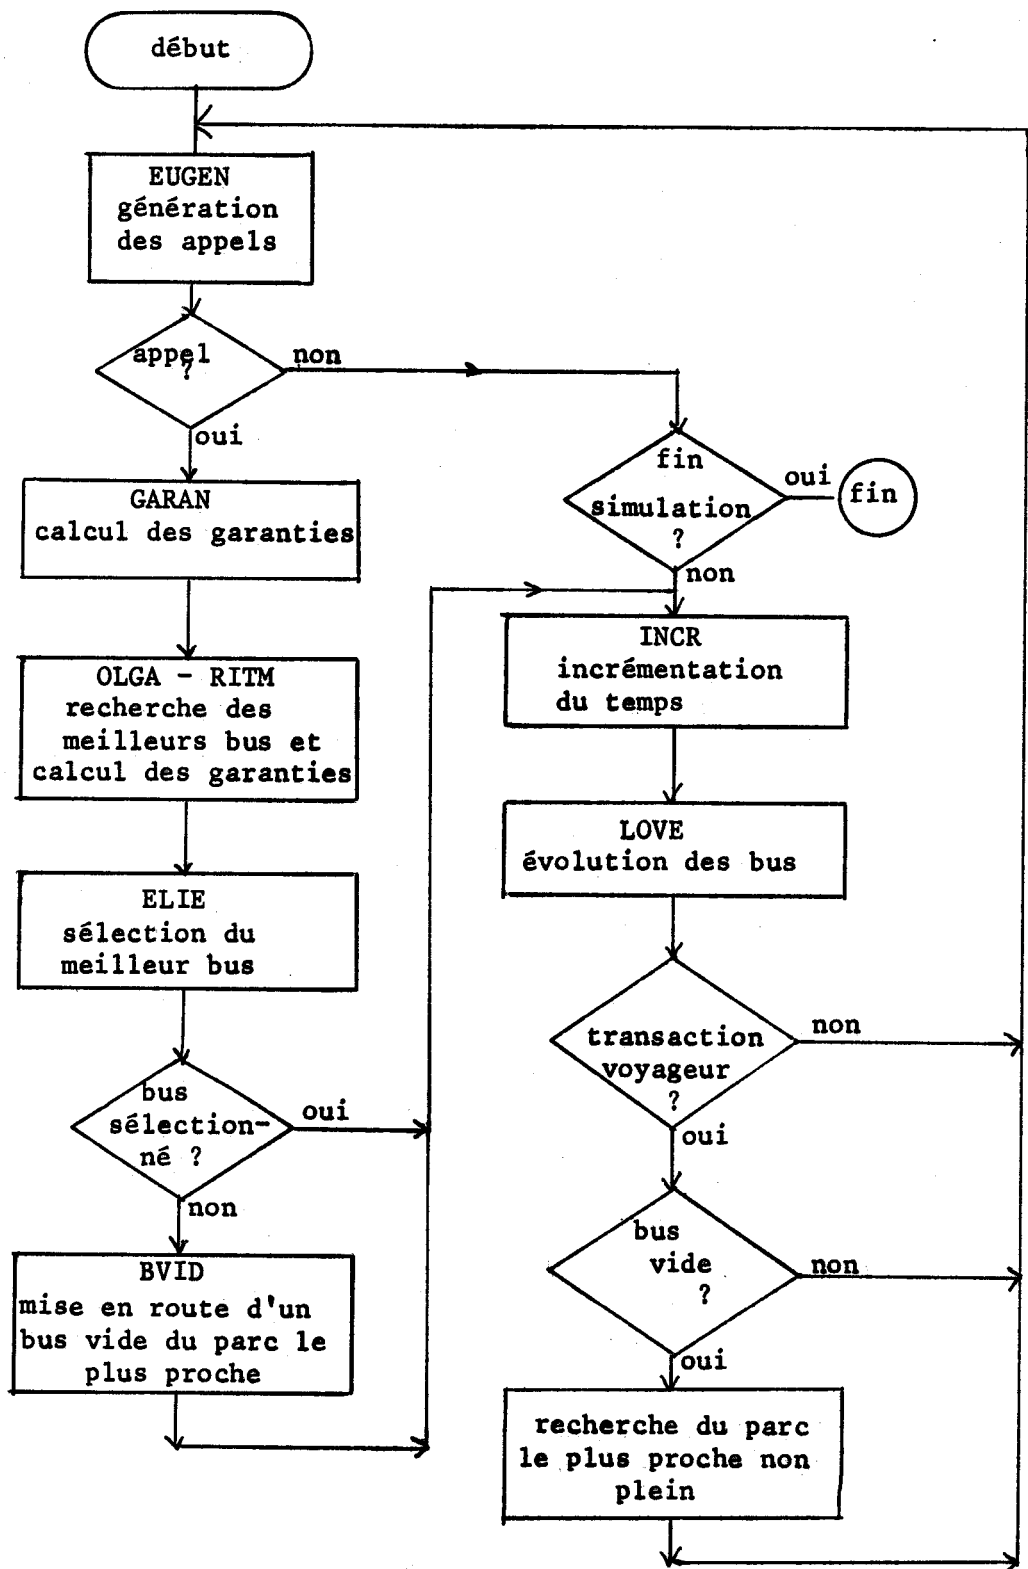 début
EUGEN
génération
des appels
appel
?
non
oui
GARAN
calcul des garanties
OLGA - RITM
recherche des
meilleurs bus et
calcul des garanties
ELIE
sélection du
meilleur bus
bus
sélection-
né ?
oui
non
BVID
mise en route d'un
bus vide du parc le
plus proche
fin
simulation
?
oui
fin
non
INCR
incrémentation
du temps
LOVE
évolution des bus
transaction
voyageur
?
non
oui
bus
vide
?
non
oui
recherche du parc
le plus proche non
plein